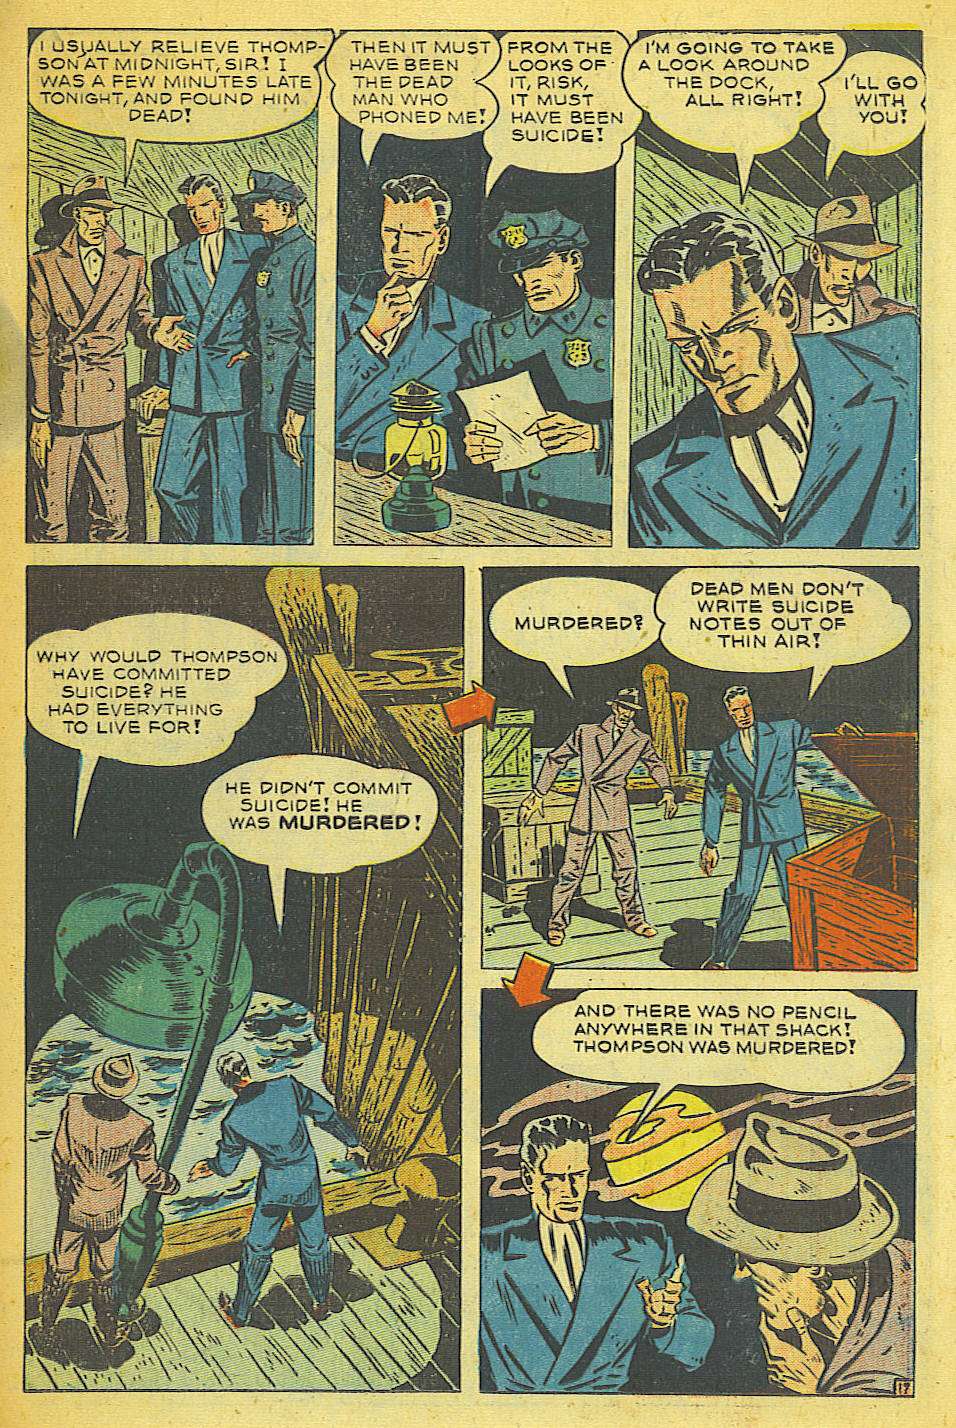 I USUALLY RELIEVE THOMP-
SON AT MIDNIGHT, SIR! I
WAS A FEW MINUTES LATE
TONIGHT, AND FOUND HIM
DEAD!
THEN IT MUST
HAVE BEEN
THE DEAD
MAN WHO
PHONED ME!
FROM THE
LOOKS OF
IT, RISK,
IT MUST
HAVE BEEN
SUICIDE!
I'M GOING TO TAKE
A LOOK AROUND
THE DOCK,
ALL RIGHT!
I'LL GO
WITH
YOU!
WHY WOULD THOMPSON
HAVE COMMITTED
SUICIDE? HE
HAD EVERYTHING
TO LIVE FOR!
HE DIDN'T COMMIT
SUICIDE! HE
WAS MURDERED!
MURDERED?
DEAD MEN DON'T
WRITE SUICIDE
NOTES OUT OF
THIN AIR!
AND THERE WAS NO PENCIL
ANYWHERE IN THAT SHACK!
THOMPSON WAS MURDERED!
17